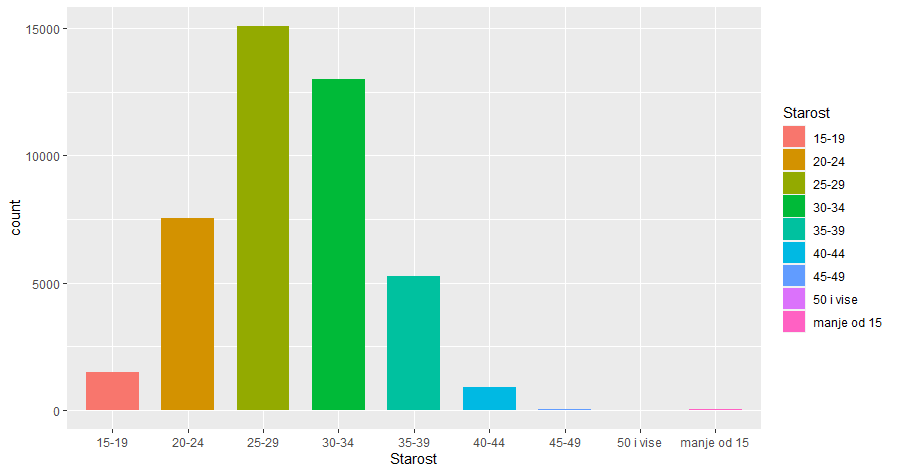 15000
10000
5000
0
count
15-19 20-24 25-29 30-34 35-39 40-44 45-49 50 i vise manje od 15
Starost
Starost
15-19
20-24
25-29
30-34
35-39
40-44
45-49
50 i vise
manje od 15